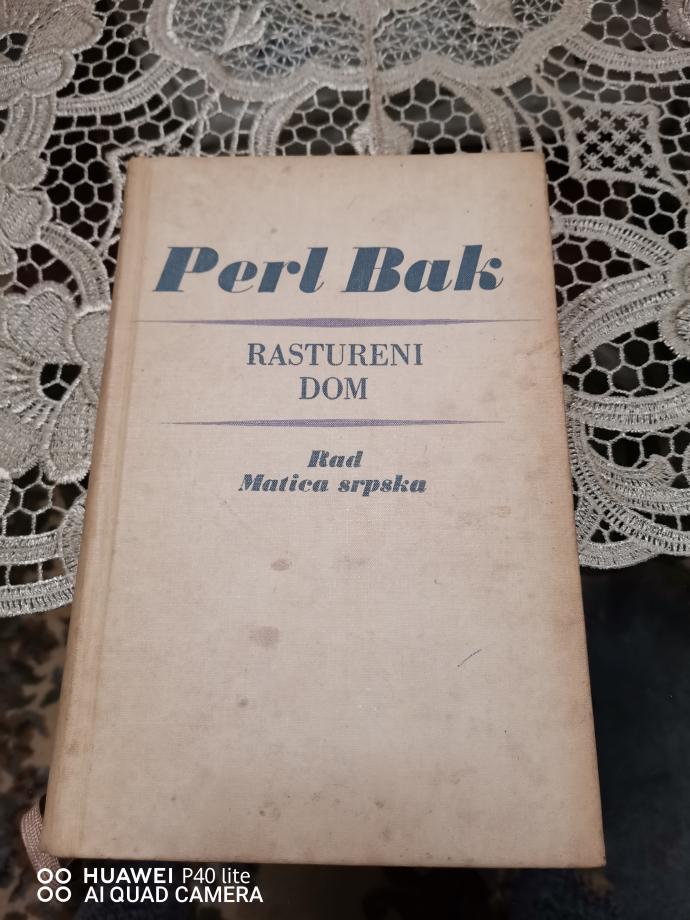 Perl Bak
RASTURENI
DOM
Rad
Matica srpska
HUAWEI P40 lite
AI QUAD CAMERA